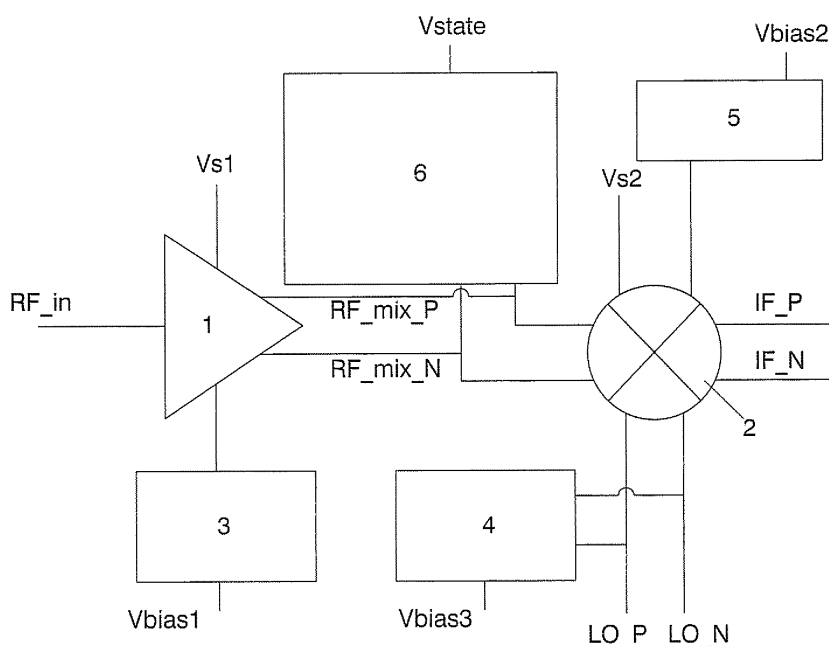 Vstate
Vbias2
5
Vs1
6
Vs2
RF_in
1
RF_mix_P
IF_P
RF_mix_N
IF_N
2
3
4
Vbias1
Vbias3
LO_P LO_N